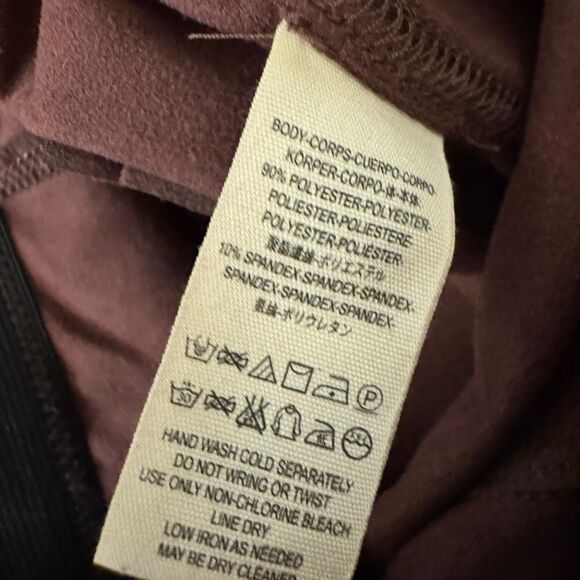 BODY-CORPS-CUERPO-CORPO
KÖRPER-CORPO-体-本体
90% POLYESTER-POLYESTER-
POLIESTER-POLIESTERE
POLYESTER-POLIÉSTER
聚酯纖維-ポリエステル
10% SPANDEX-SPANDEX-SPANDEX-
SPANDEX-SPANDEX-SPANDEX-
氨綸-ポリウレタン
P
HAND WASH COLD SEPARATELY
DO NOT WRING OR TWIST
USE ONLY NON-CHLORINE BLEACH
LINE DRY
LOW IRON AS NEEDED
MAY BE DRY CLEANED